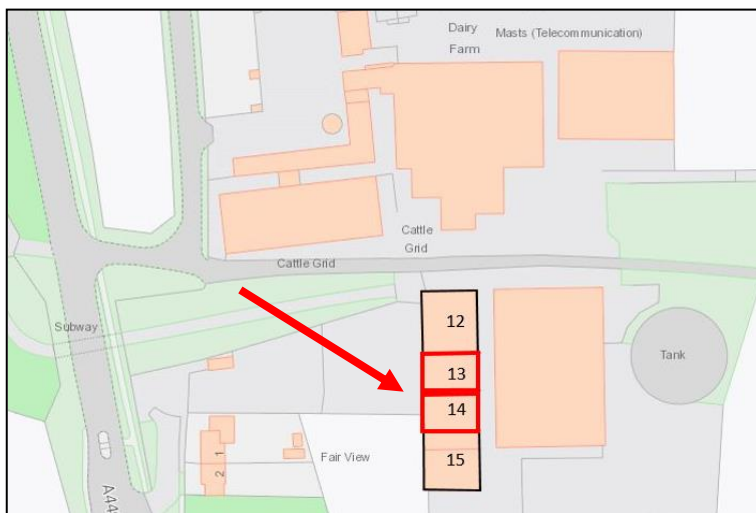 Dairy
Farm
Masts (Telecommunication)
Cattle
Grid
Cattle Grid
Subway
12
13
14
15
Tank
Fair View
1
2
A44